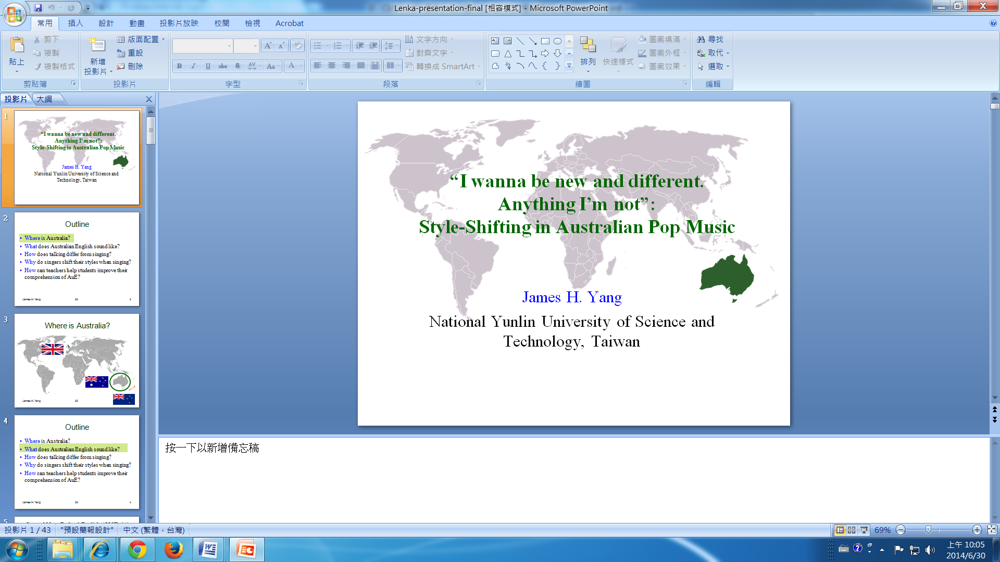 Lenka-presentation-final [相容模式] - Microsoft PowerPoint
常用 插入 設計 動畫 投影片放映 校閱 檢視 Acrobat
貼上
剪下
複製
複製格式
剪貼簿
新增
投影片
版面配置
重設
刪除
投影片
B I U abc S AV Aa A
字型
文字方向
對齊文字
轉換成 SmartArt
段落
排列
快速樣式
圖案填滿
圖案外框
圖案效果
繪圖
尋找
取代
選取
編輯
投影片 大綱
1
“I wanna be new and different.
Anything I’m not”:
Style-Shifting in Australian Pop Music
James H. Yang
National Yunlin University of Science and
Technology, Taiwan
2
Outline
• Where is Australia?
• What does Australian English sound like?
• How does talking differ from singing?
• Why do singers shift their styles when singing?
• How can teachers help students improve their
comprehension of AuE?
James H. Yang 30 2
3
Where is Australia?
James H. Yang 30
4
Outline
• Where is Australia?
• What does Australian English sound like?
• How does talking differ from singing?
• Why do singers shift their styles when singing?
• How can teachers help students improve their
comprehension of AuE?
James H. Yang 30 4
5
“I wanna be new and different.
Anything I’m not”:
Style-Shifting in Australian Pop Music
James H. Yang
National Yunlin University of Science and
Technology, Taiwan
按一下以新增備忘稿
投影片 1 / 43 "預設簡報設計" 中文 (繁體，台灣) 69%
上午 10:05
2014/6/30